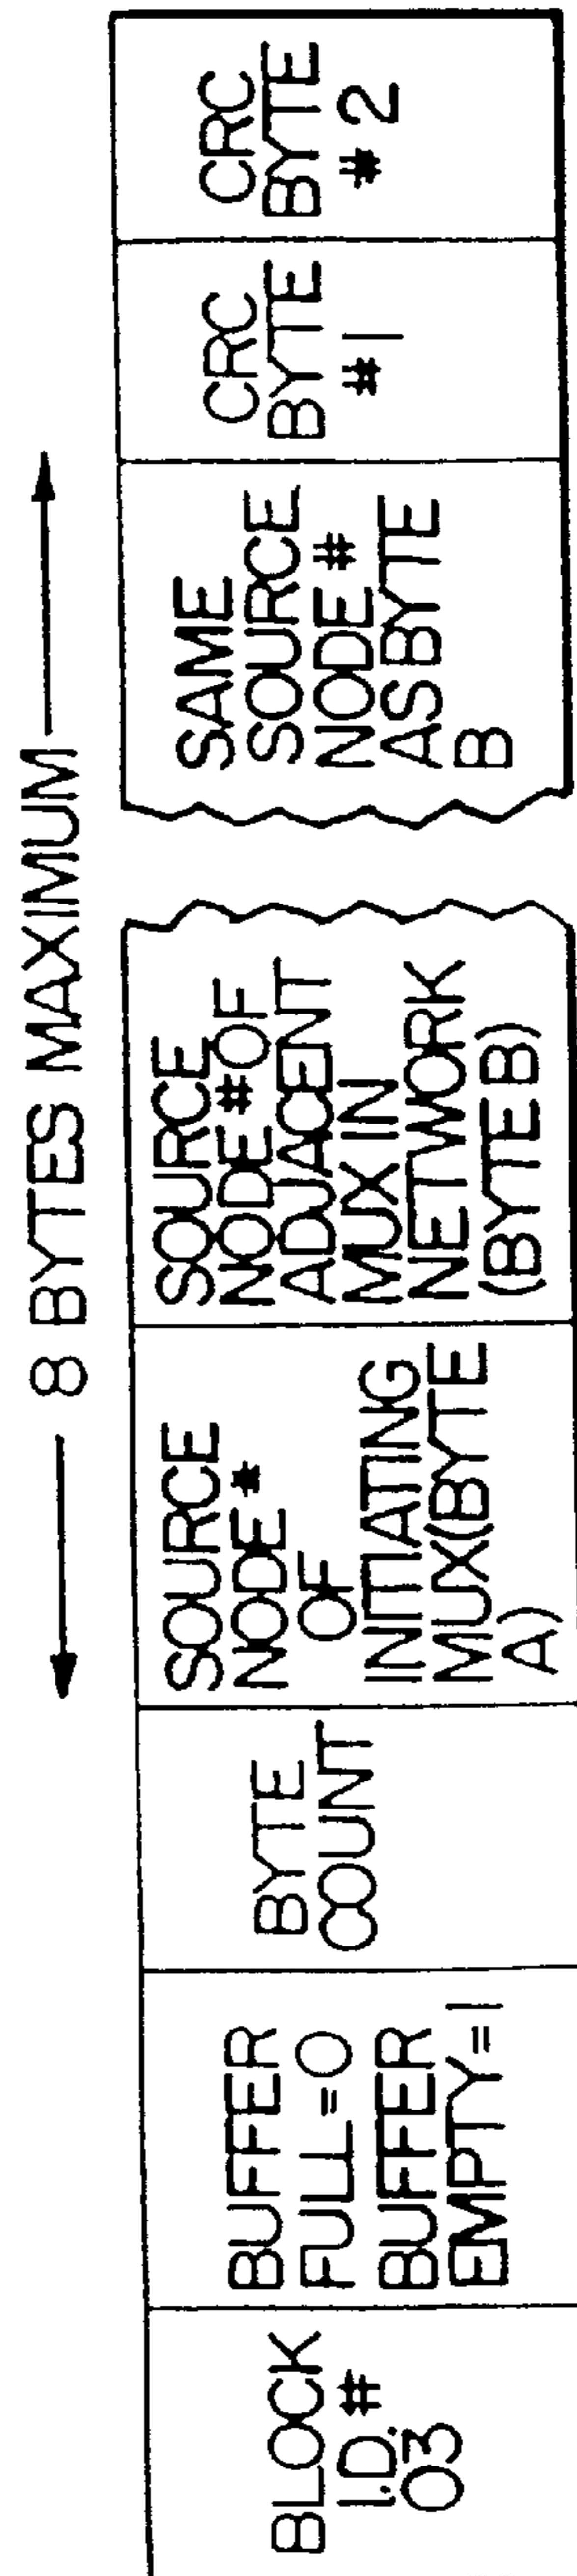 8 BYTES MAXIMUM
BLOCK
I.D. #
03
BUFFER
FULL=0
BUFFER
EMPTY=1
BYTE
COUNT
SOURCE
NODE #
OF
INITIATING
MUX(BYTE
A)
SOURCE
NODE # OF
ADJACENT
MUX IN
NETWORK
(BYTE B)
SAME
SOURCE
NODE #
AS BYTE
B
CRC
BYTE
#1
CRC
BYTE
#2